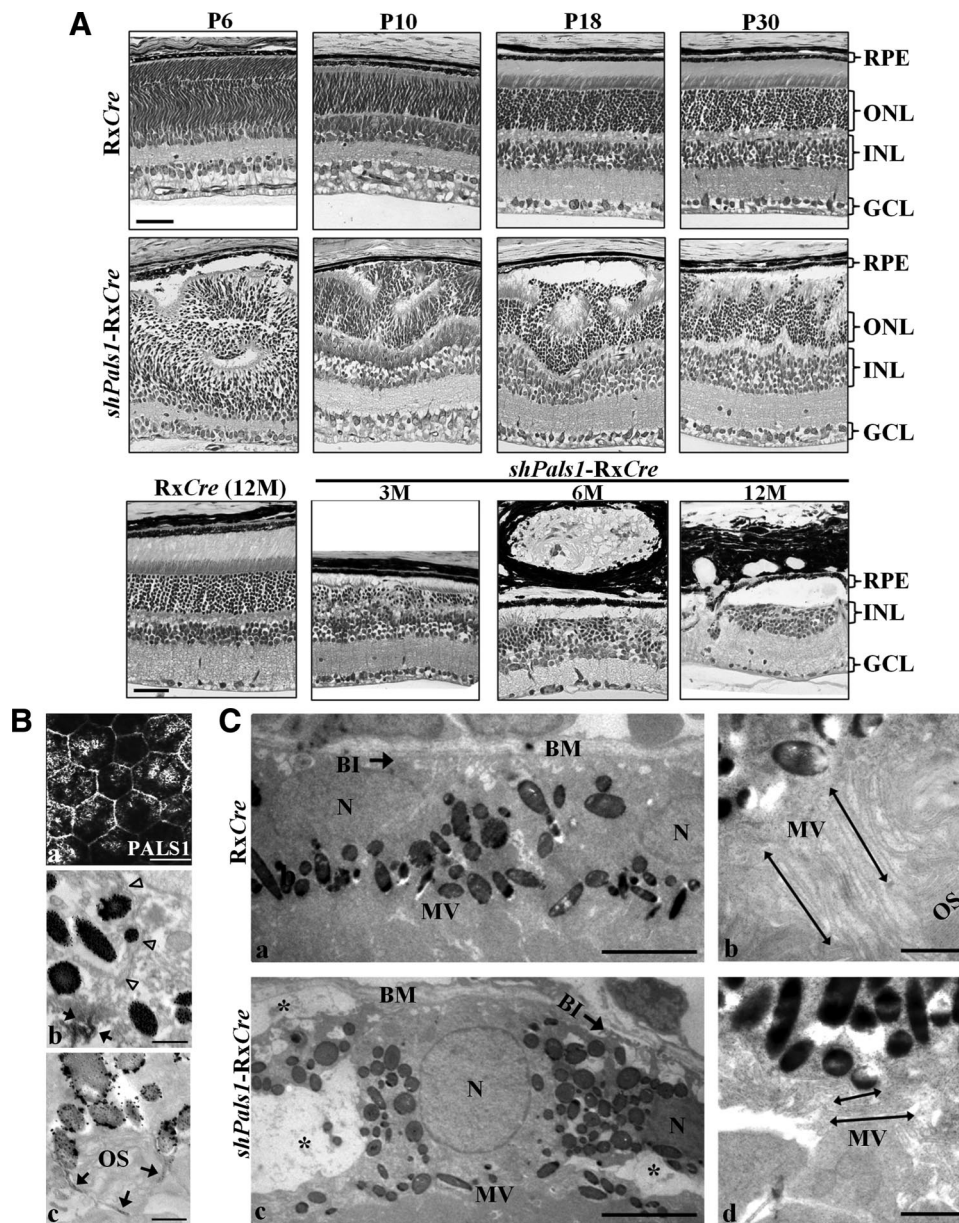 A
P6 P10 P18 P30
RxCre
RPE
ONL
INL
GCL
shPals1-RxCre
RPE
ONL
INL
GCL
shPals1-RxCre
RxCre (12M) 3M 6M 12M
RPE
INL
GCL
B
PALS1
a
b
OS
c
C
RxCre
BM
BI
N
N
MV
a
MV
OS
b
shPals1-RxCre
BM
BI
*
N
*
N
*
MV
c
MV
d